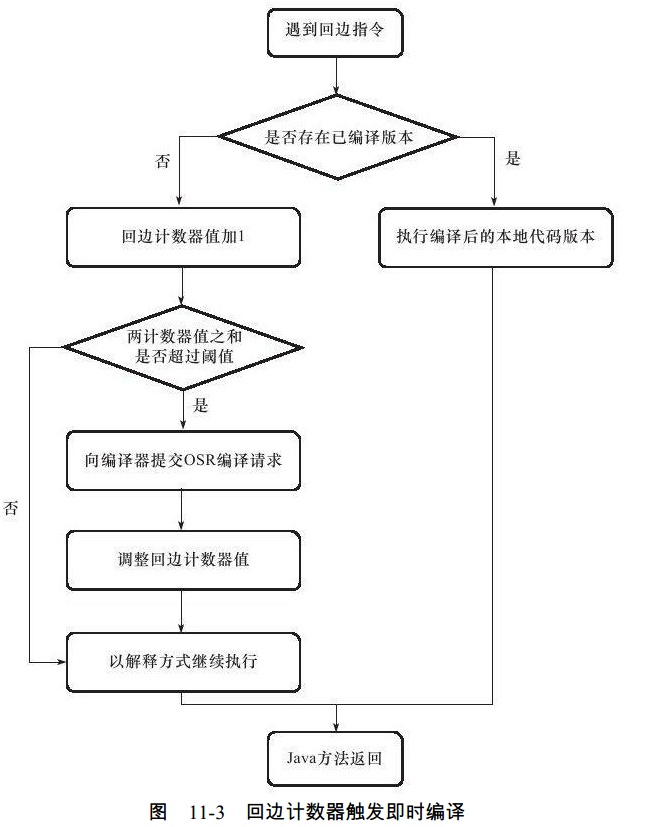 遇到回边指令
是否存在已编译版本
否
是
回边计数器值加1
执行编译后的本地代码版本
两计数器值之和
是否超过阈值
是
向编译器提交OSR编译请求
否
调整回边计数器值
以解释方式继续执行
Java方法返回
图 11-3 回边计数器触发即时编译